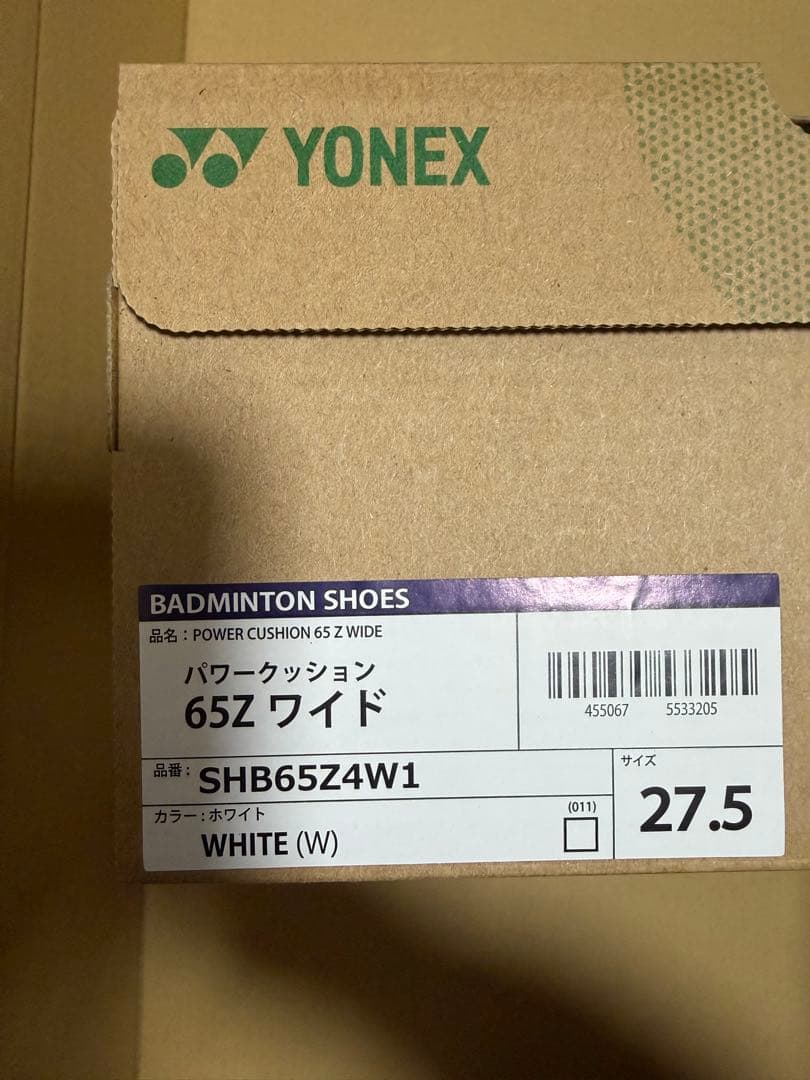 YONEX
BADMINTON SHOES
品名：POWER CUSHION 65 Z WIDE
パワークッション
65Z ワイド
455067 5533205
品番：SHB65Z4W1
カラー：ホワイト
WHITE (W)
(011)
サイズ
27.5